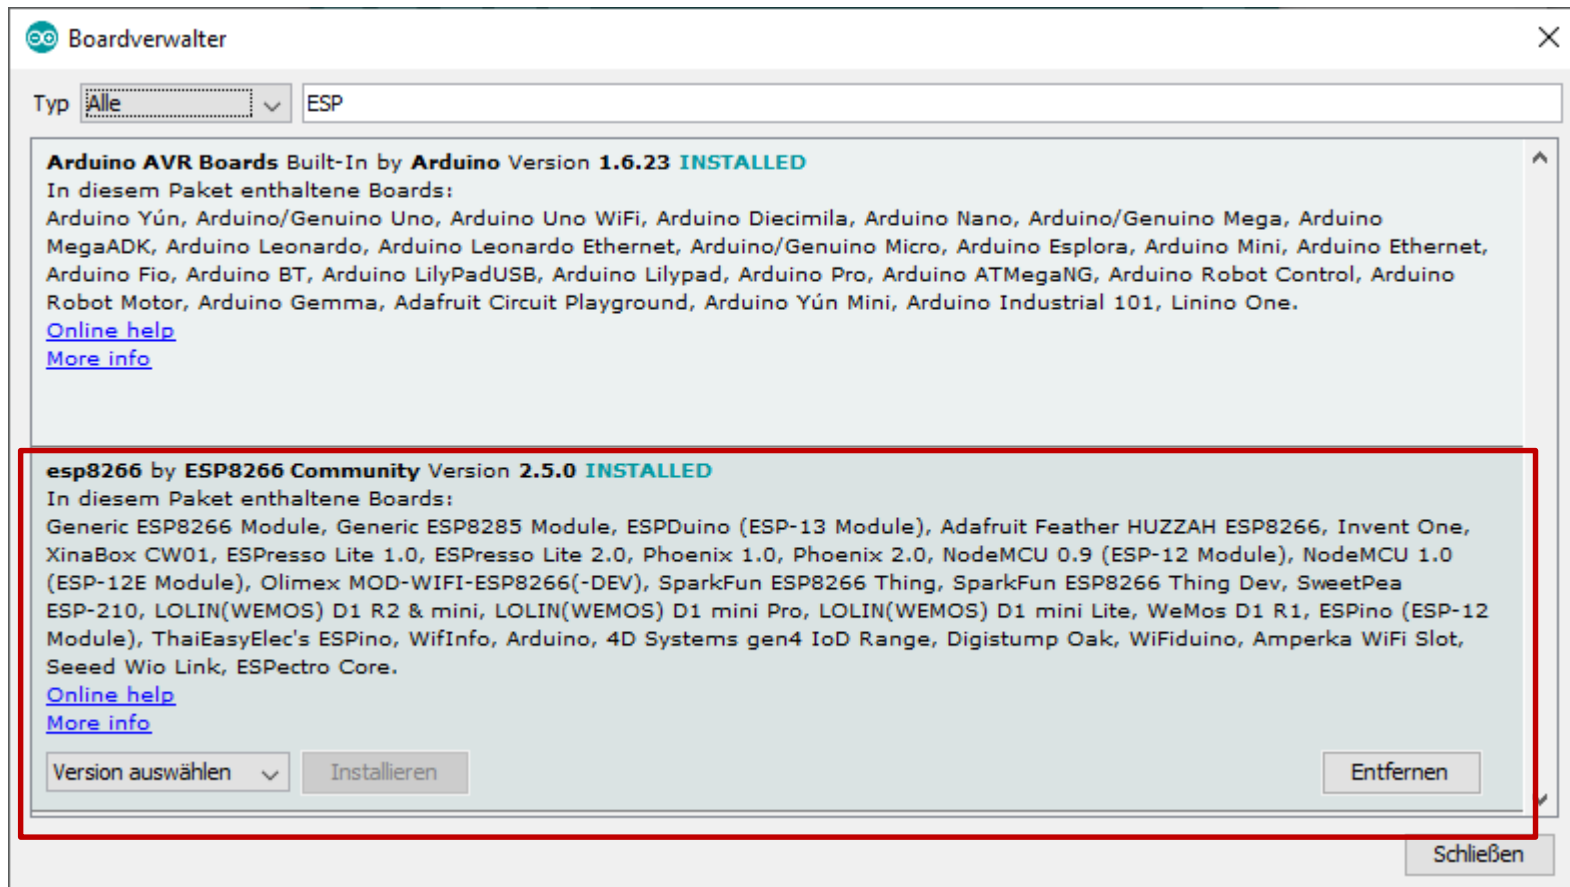 Boardverwalter
Typ Alle ESP
Arduino AVR Boards Built-In by Arduino Version 1.6.23 INSTALLED
In diesem Paket enthaltene Boards:
Arduino Yún, Arduino/Genuino Uno, Arduino Uno WiFi, Arduino Diecimila, Arduino Nano, Arduino/Genuino Mega, Arduino
MegaADK, Arduino Leonardo, Arduino Leonardo Ethernet, Arduino/Genuino Micro, Arduino Esplora, Arduino Mini, Arduino Ethernet,
Arduino Fio, Arduino BT, Arduino LilyPadUSB, Arduino Lilypad, Arduino Pro, Arduino ATMegaNG, Arduino Robot Control, Arduino
Robot Motor, Arduino Gemma, Adafruit Circuit Playground, Arduino Yún Mini, Arduino Industrial 101, Linino One.
Online help
More info
esp8266 by ESP8266 Community Version 2.5.0 INSTALLED
In diesem Paket enthaltene Boards:
Generic ESP8266 Module, Generic ESP8285 Module, ESPDuino (ESP-13 Module), Adafruit Feather HUZZAH ESP8266, Invent One,
XinaBox CW01, ESPresso Lite 1.0, ESPresso Lite 2.0, Phoenix 1.0, Phoenix 2.0, NodeMCU 0.9 (ESP-12 Module), NodeMCU 1.0
(ESP-12E Module), Olimex MOD-WIFI-ESP8266(-DEV), SparkFun ESP8266 Thing, SparkFun ESP8266 Thing Dev, SweetPea
ESP-210, LOLIN(WEMOS) D1 R2 & mini, LOLIN(WEMOS) D1 mini Pro, LOLIN(WEMOS) D1 mini Lite, WeMos D1 R1, ESPino (ESP-12
Module), ThaiEasyElec's ESPino, WifInfo, Arduino, 4D Systems gen4 IoD Range, Digistump Oak, WiFiduino, Amperka WiFi Slot,
Seeed Wio Link, ESPectro Core.
Online help
More info
Version auswählen Installieren Entfernen
Schließen